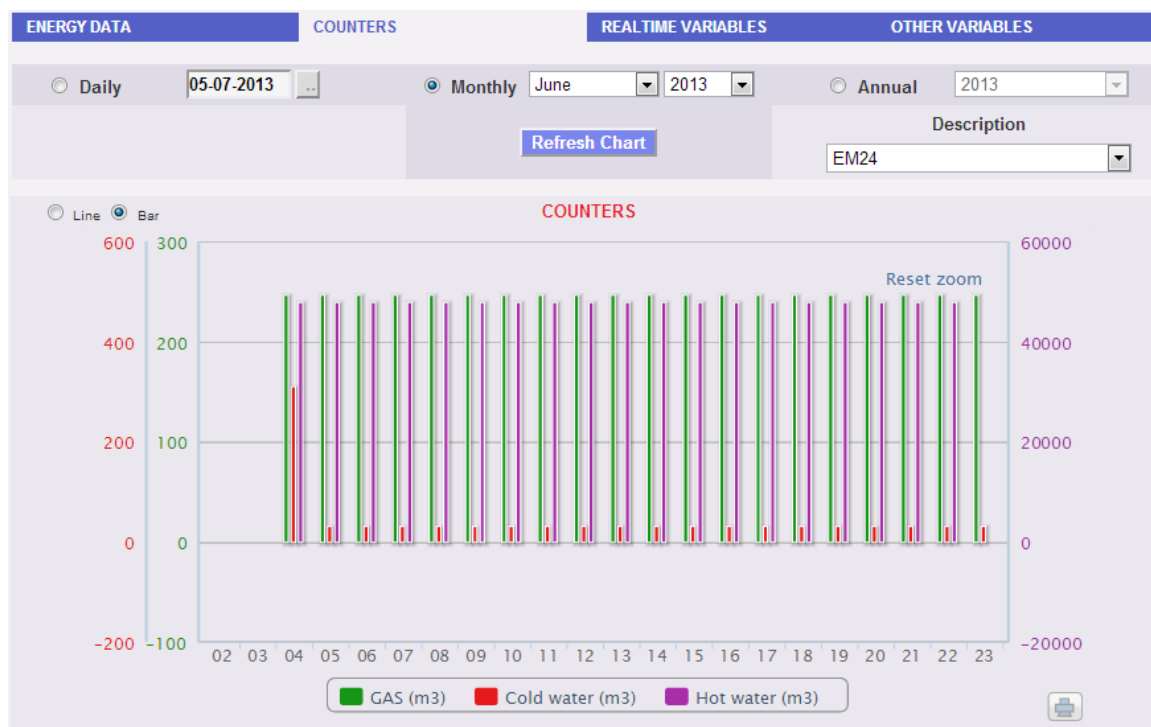 ENERGY DATA COUNTERS REALTIME VARIABLES OTHER VARIABLES
Daily 05-07-2013 .. Monthly June 2013 Annual 2013
Refresh Chart
Description
EM24
Line Bar COUNTERS
600 300 60000
Reset zoom
400 200 40000
200 100 20000
0 0 0
-200 -100 -20000
02 03 04 05 06 07 08 09 10 11 12 13 14 15 16 17 18 19 20 21 22 23
GAS (m3) Cold water (m3) Hot water (m3)